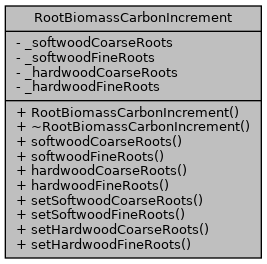 RootBiomassCarbonIncrement
- _softwoodCoarseRoots
- _softwoodFineRoots
- _hardwoodCoarseRoots
- _hardwoodFineRoots
+ RootBiomassCarbonIncrement()
+ ~RootBiomassCarbonIncrement()
+ softwoodCoarseRoots()
+ softwoodFineRoots()
+ hardwoodCoarseRoots()
+ hardwoodFineRoots()
+ setSoftwoodCoarseRoots()
+ setSoftwoodFineRoots()
+ setHardwoodCoarseRoots()
+ setHardwoodFineRoots()